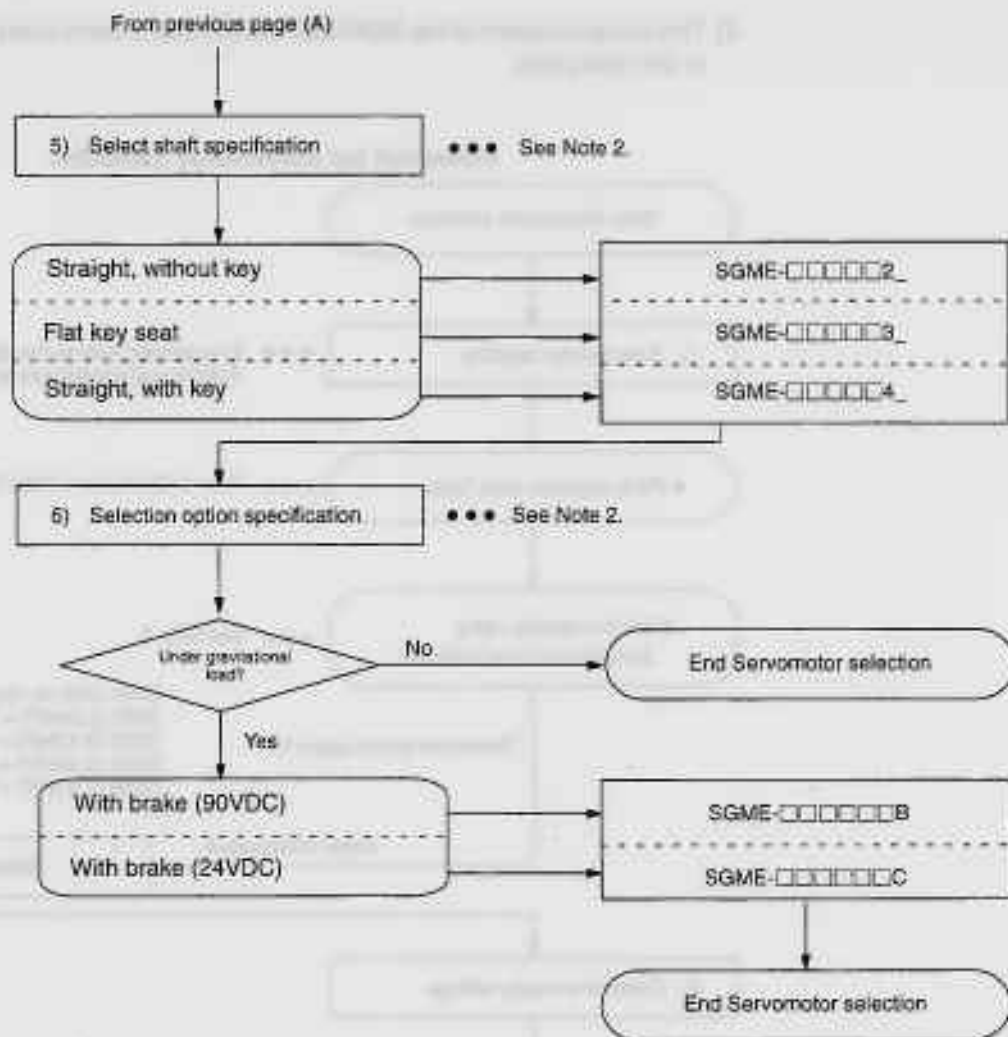 From previous page (A)
5) Select shaft specification
● ● ● See Note 2.
Straight, without key
SGME-□□□□□2_
Flat key seat
SGME-□□□□□3_
Straight, with key
SGME-□□□□□4_
6) Selection option specification
● ● ● See Note 2.
Under gravitational
load?
No
End Servomotor selection
Yes
With brake (90VDC)
SGME-□□□□□□B
With brake (24VDC)
SGME-□□□□□□C
End Servomotor selection